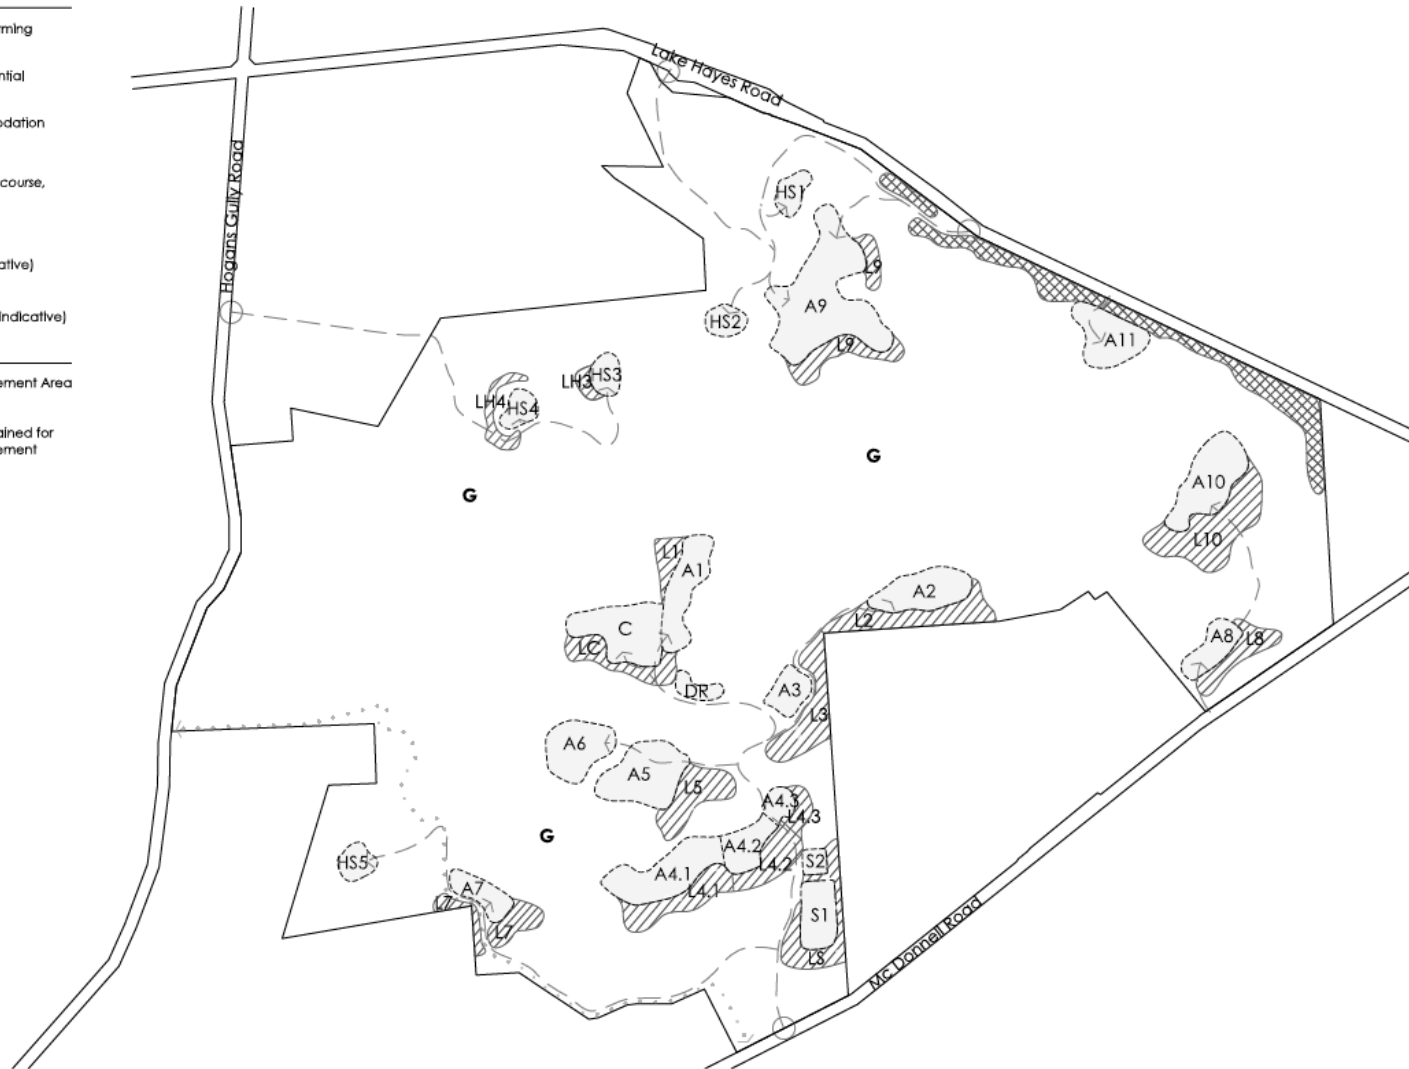 rming
ntial
odation
course,
ative)
Indicative)
ement Area
ained for
ement
Lake Hayes Road
Hogans Gully Road
HS1
L9
A9
HS2
L9
A11
LH3
HS3
LH4
HS4
G
G
A10
L10
L1
A1
A2
L2
C
LC
A8
L8
DR
A3
L3
A6
A5
L5
A4.3
L4.3
G
A4.2
L4.2
S2
HS5
A4.1
L4.1
A7
L7
L7
S1
LS
Mc Donnell Road